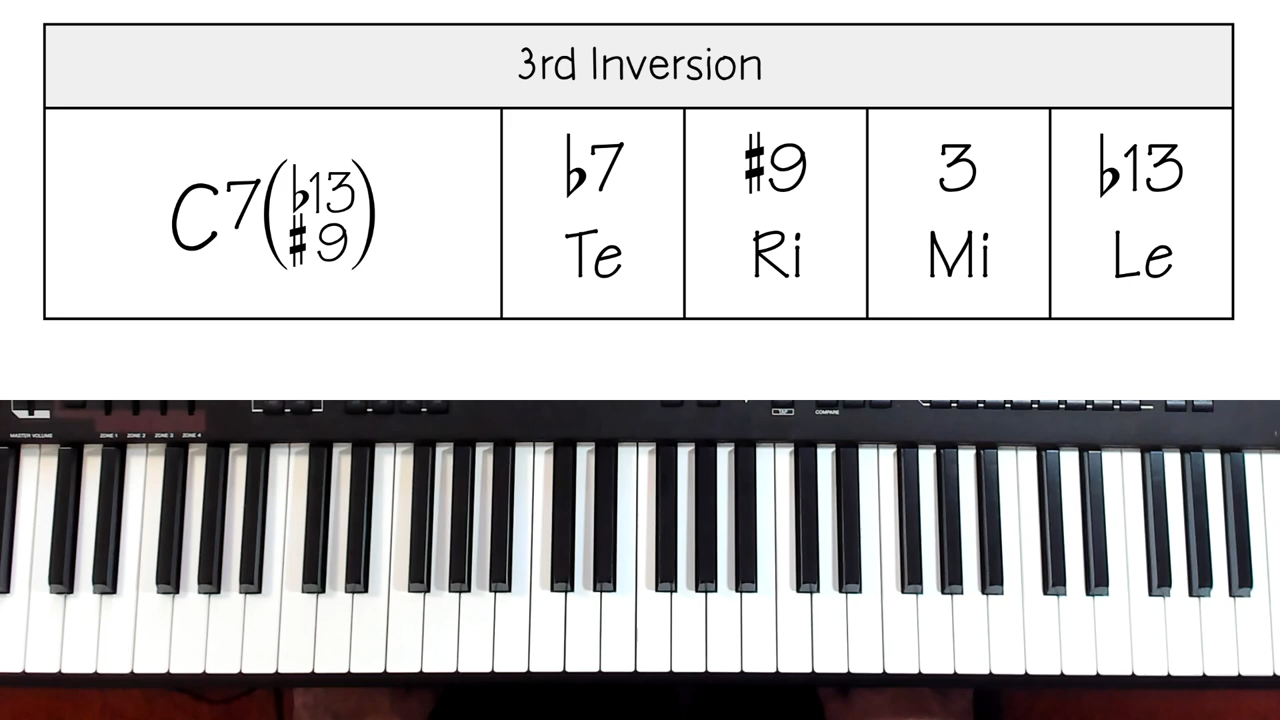 3rd Inversion
C7(♭13 ♯9)
♭7 ♯9 3 ♭13
Te Ri Mi Le
TAP
COMPARE
MASTER VOLUME
ZONE 1 ZONE 2 ZONE 3 ZONE 4